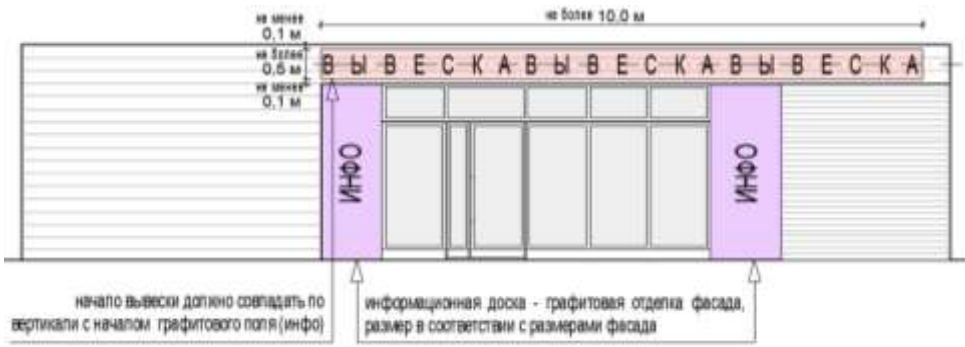 не менее
0,1 м
не более 10,0 м
не более
0,5 м
ВЫВЕСКАВЫВЕСКАВЫВЕСКА
не менее
0,1 м
ИНФО
ИНФО
начало вывески должно совпадать по
вертикали с началом графитового поля (инфо)
информационная доска - графитовая отделка фасада,
размер в соответствии с размерами фасада